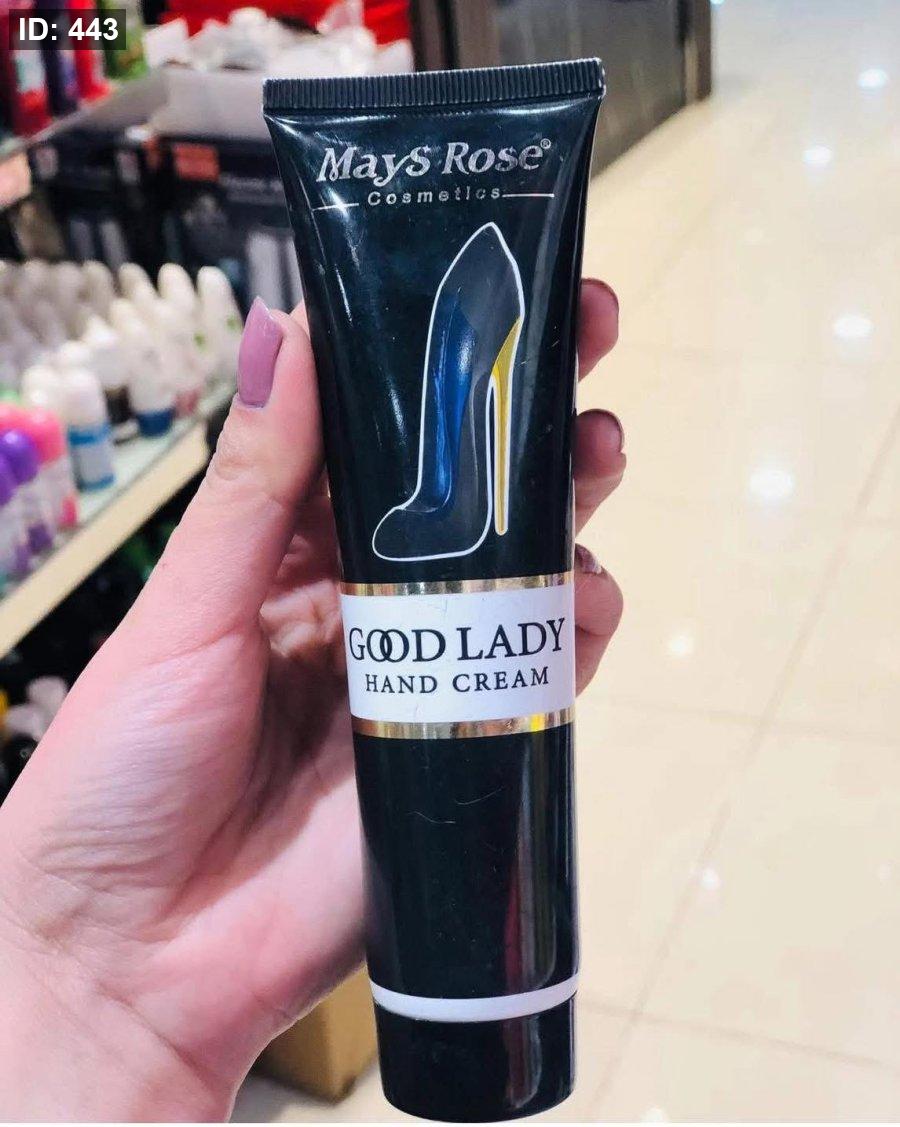 ID: 443
MayS Rose®
Cosmetics
GOOD LADY
HAND CREAM